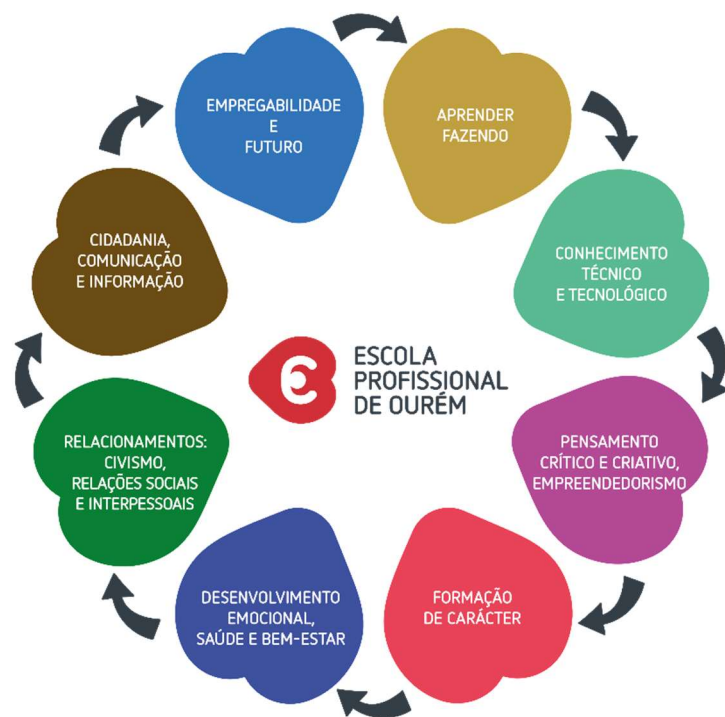 EMPREGABILIDADE
E
FUTURO
APRENDER
FAZENDO
CONHECIMENTO
TÉCNICO
E TECNOLÓGICO
PENSAMENTO
CRÍTICO E CRIATIVO,
EMPREENDEDORISMO
FORMAÇÃO
DE CARÁCTER
DESENVOLVIMENTO
EMOCIONAL,
SAÚDE E BEM-ESTAR
RELACIONAMENTOS:
CIVISMO,
RELAÇÕES SOCIAIS
E INTERPESSOAIS
CIDADANIA,
COMUNICAÇÃO
E INFORMAÇÃO
ESCOLA
PROFISSIONAL
DE OURÉM